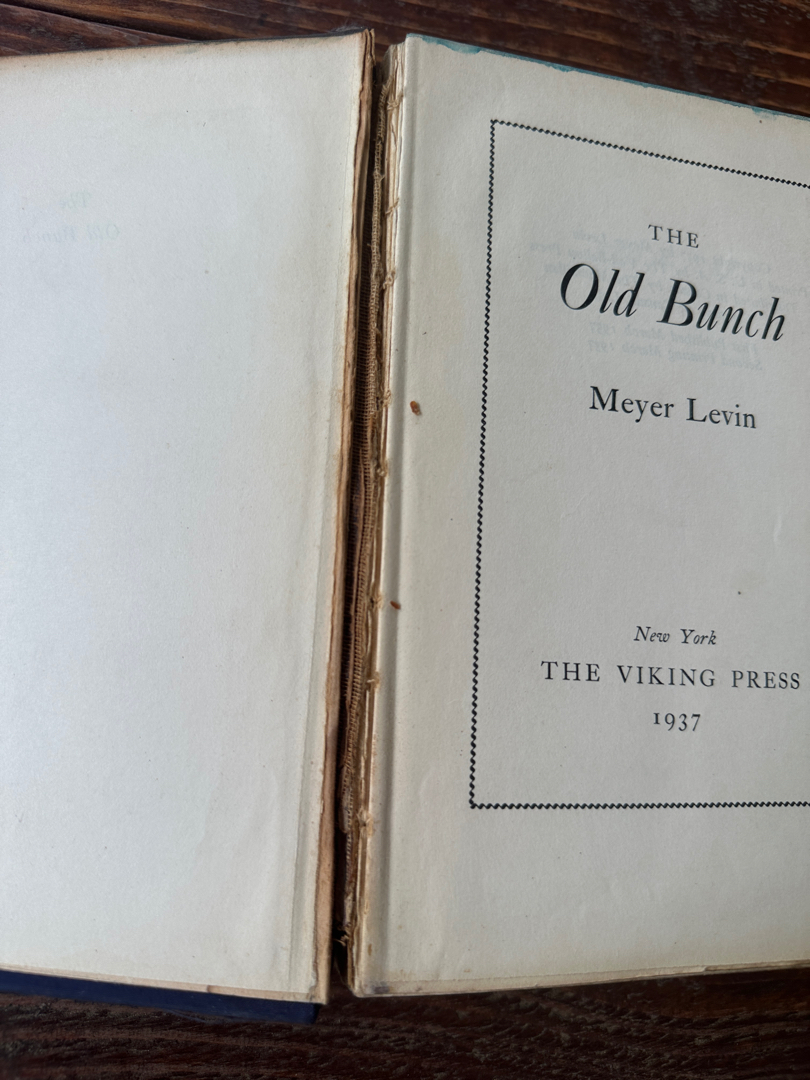 THE
Old Bunch
Meyer Levin
New York
THE VIKING PRESS
1937